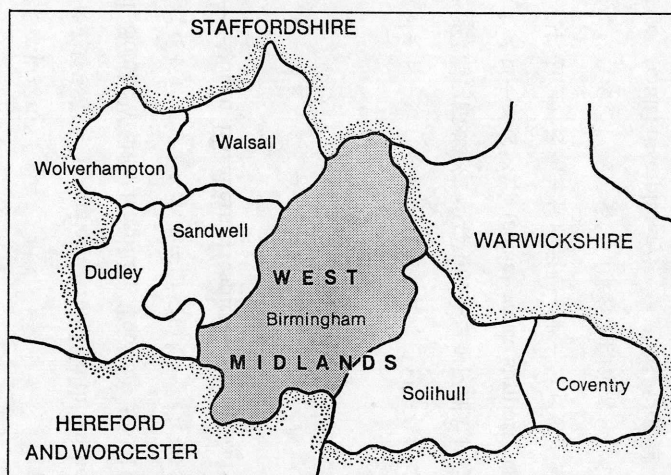 STAFFORDSHIRE
Walsall
Wolverhampton
Sandwell
WARWICKSHIRE
Dudley
WEST
Birmingham
MIDLANDS
Solihull
Coventry
HEREFORD
AND WORCESTER